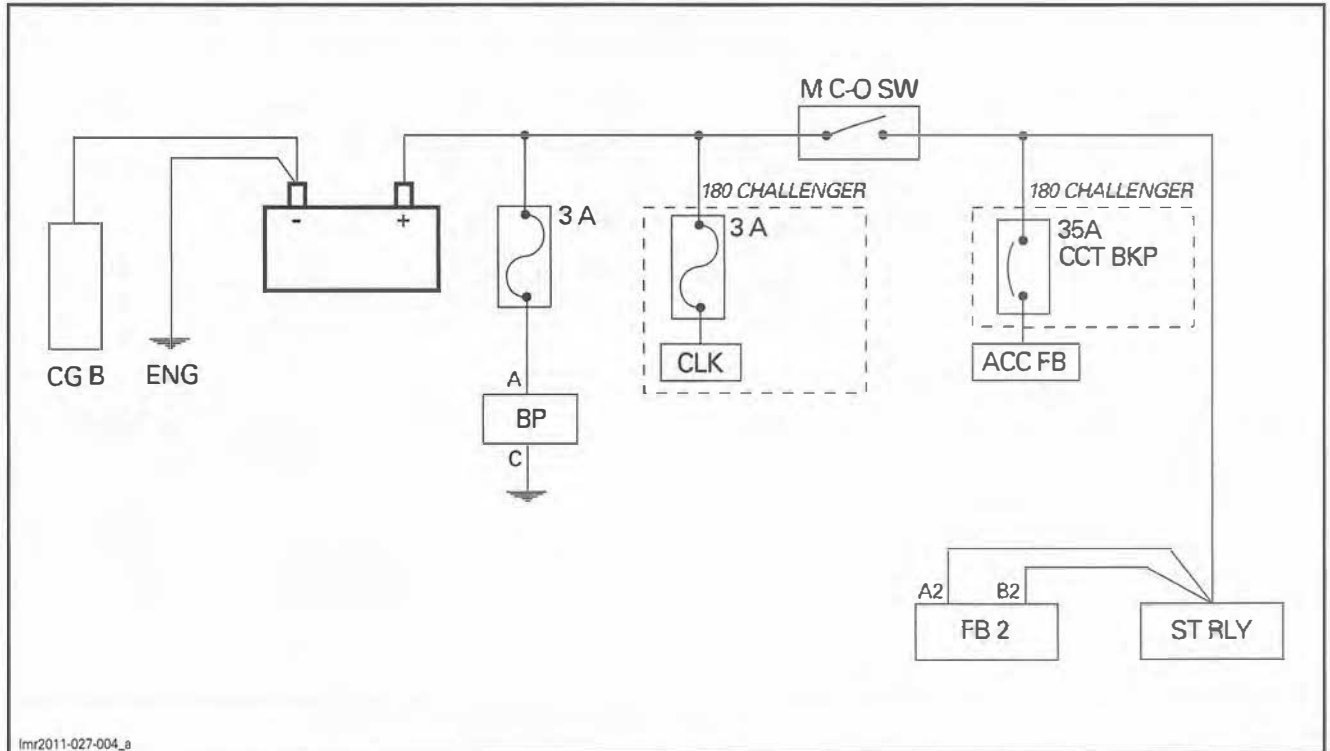 M C-O SW
180 CHALLENGER
180 CHALLENGER
- +
3 A
3 A
35A
CCT BKP
CG B
ENG
CLK
ACC FB
A
BP
C
A2
B2
FB 2
ST RLY
lmr2011-027-004_a